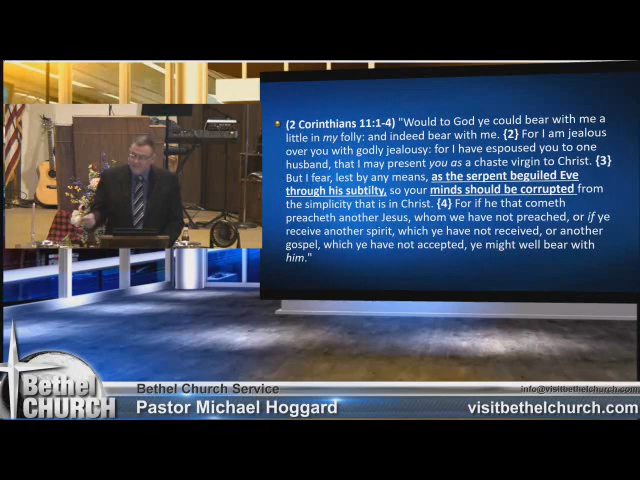 (2 Corinthians 11:1-4) "Would to God ye could bear with me a
little in my folly: and indeed bear with me. {2} For I am jealous
over you with godly jealousy: for I have espoused you to one
husband, that I may present you as a chaste virgin to Christ. {3}
But I fear, lest by any means, as the serpent beguiled Eve
through his subtilty, so your minds should be corrupted from
the simplicity that is in Christ. {4} For if he that cometh
preacheth another Jesus, whom we have not preached, or if ye
receive another spirit, which ye have not received, or another
gospel, which ye have not accepted, ye might well bear with
him."
Bethel
CHURCH
Bethel Church Service
info@visitbethelchurch.com
Pastor Michael Hoggard
visitbethelchurch.com